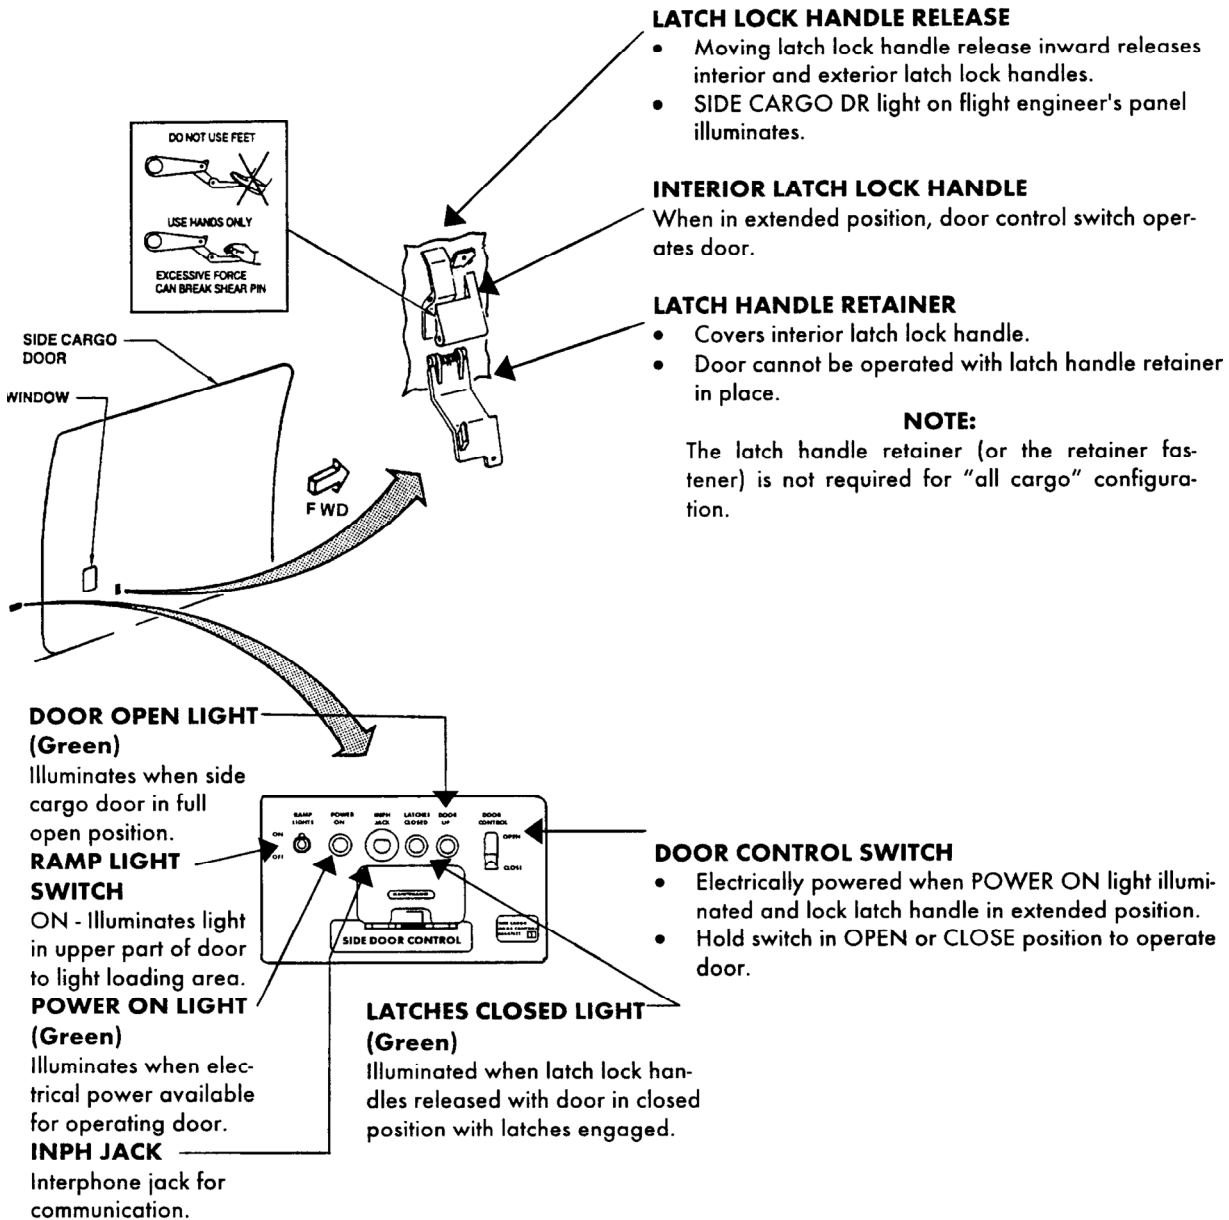 LATCH LOCK HANDLE RELEASE
• Moving latch lock handle release inward releases
interior and exterior latch lock handles.
• SIDE CARGO DR light on flight engineer's panel
illuminates.
DO NOT USE FEET
USE HANDS ONLY
EXCESSIVE FORCE
CAN BREAK SHEAR PIN
INTERIOR LATCH LOCK HANDLE
When in extended position, door control switch oper-
ates door.
LATCH HANDLE RETAINER
• Covers interior latch lock handle.
• Door cannot be operated with latch handle retainer
in place.
NOTE:
The latch handle retainer (or the retainer fas-
tener) is not required for "all cargo" configura-
tion.
SIDE CARGO
DOOR
WINDOW
FWD
DOOR OPEN LIGHT
(Green)
Illuminates when side
cargo door in full
open position.
RAMP LIGHT
SWITCH
ON - Illuminates light
in upper part of door
to light loading area.
POWER ON LIGHT
(Green)
Illuminates when elec-
trical power available
for operating door.
INPH JACK
Interphone jack for
communication.
RAMP
LIGHTS
POWER
ON
INPH
JACK
LATCHES
CLOSED
DOOR
UP
DOOR
CONTROL
ON
OFF
OPEN
CLOSE
SIDE DOOR CONTROL
LATCHES CLOSED LIGHT
(Green)
Illuminated when latch lock han-
dles released with door in closed
position with latches engaged.
DOOR CONTROL SWITCH
• Electrically powered when POWER ON light illumi-
nated and lock latch handle in extended position.
• Hold switch in OPEN or CLOSE position to operate
door.